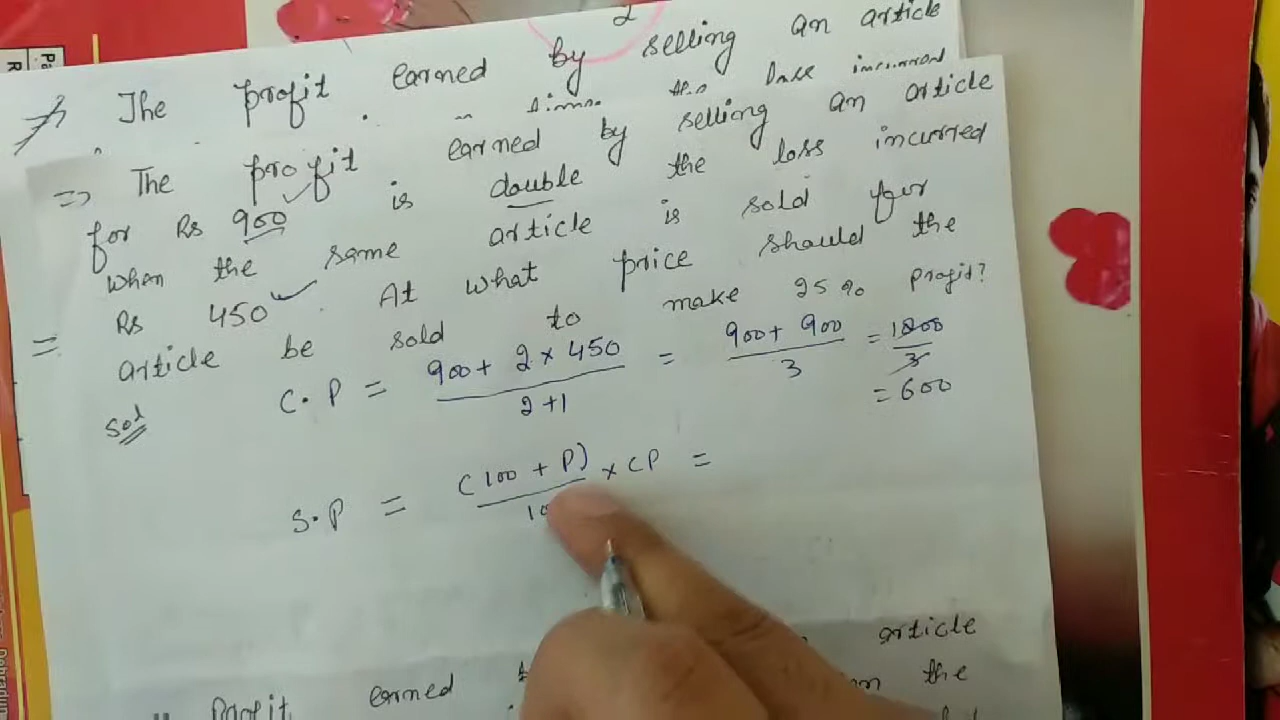 2
The profit earned by selling an article
incurred
=> The profit earned by selling an article
for Rs 900 is double the loss incurred
when the same article is sold for
Rs 450. At what price should the
article be sold to make 25% profit?
Sol
C.P = 900 + 2 x 450 / 2+1 = 900 + 900 / 3 = 1800 / 3
= 600
S.P = (100 + P) / 10 x CP =
article
Profit earned the